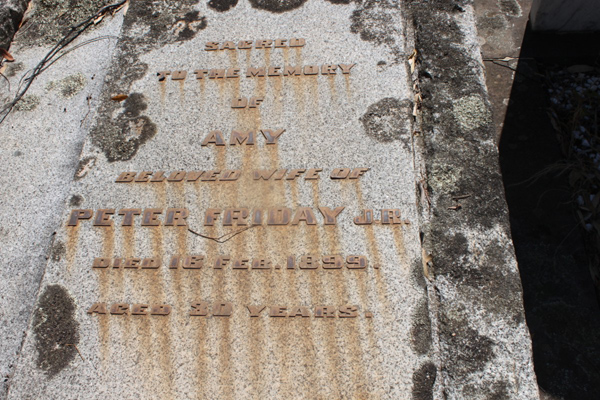 SACRED
TO THE MEMORY
OF
AMY
BELOVED WIFE OF
PETER FRIDAY JR.
DIED 16 FEB. 1899.
AGED 30 YEARS.